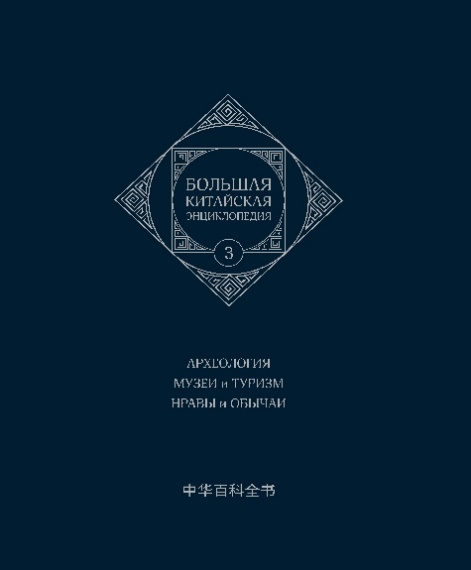 БОЛЬШАЯ
КИТАЙСКАЯ
ЭНЦИКЛОПЕДИЯ
3
АРХЕОЛОГИЯ
МУЗЕИ и ТУРИЗМ
НРАВЫ и ОБЫЧАИ
中华百科全书